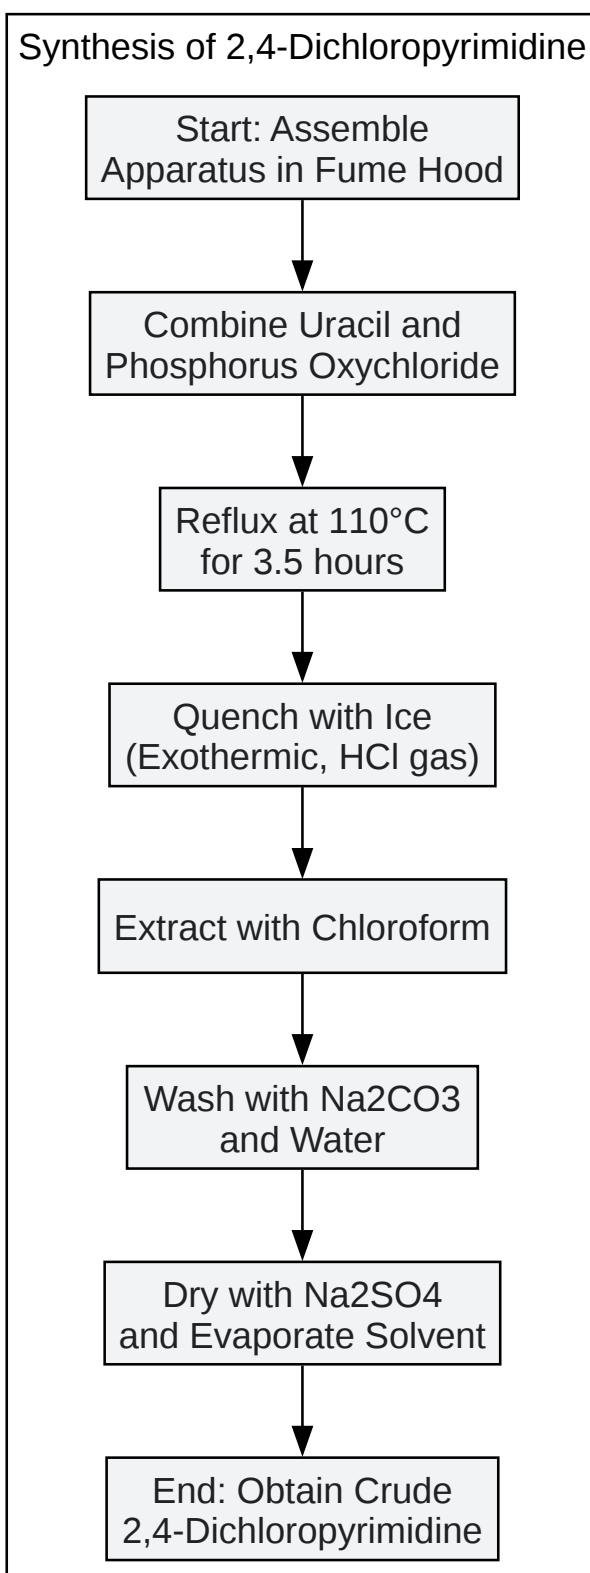 Synthesis of 2,4-Dichloropyrimidine
Start: Assemble
Apparatus in Fume Hood
Combine Uracil and
Phosphorus Oxychloride
Reflux at 110°C
for 3.5 hours
Quench with Ice
(Exothermic, HCl gas)
Extract with Chloroform
Wash with Na2CO3
and Water
Dry with Na2SO4
and Evaporate Solvent
End: Obtain Crude
2,4-Dichloropyrimidine